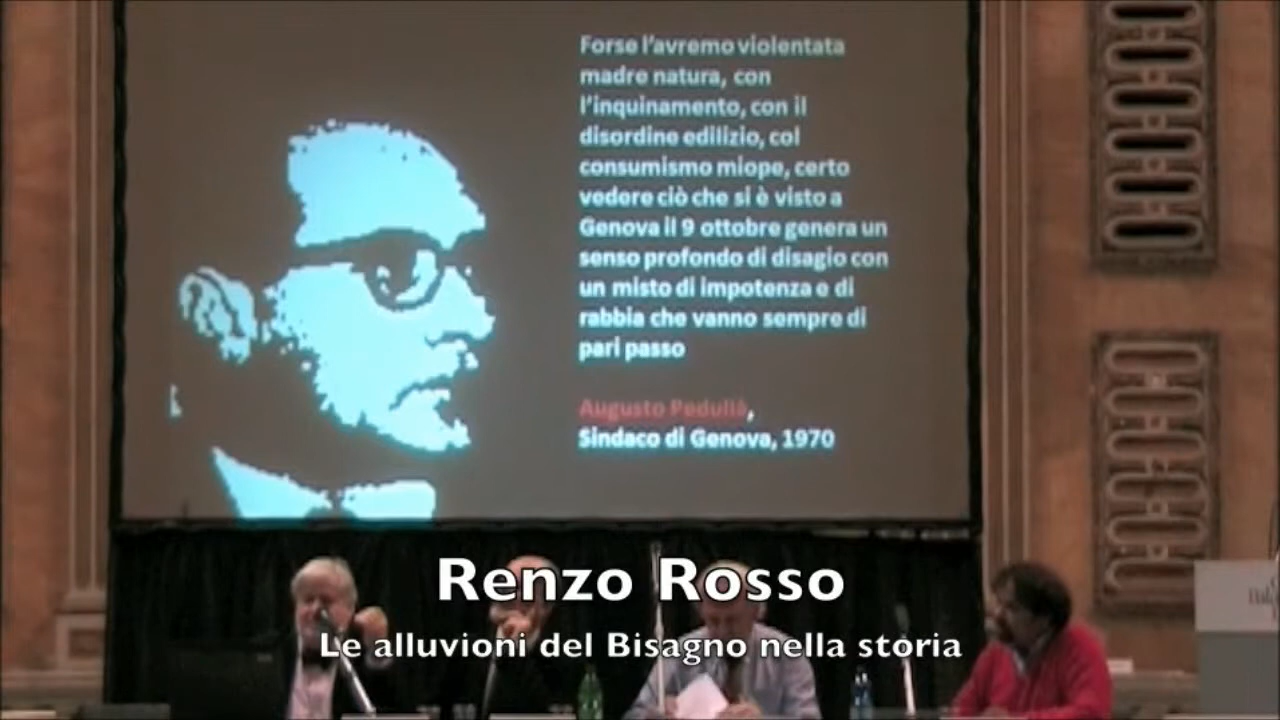 Forse l'avremo violentata
madre natura, con
l'inquinamento, con il
disordine edilizio, col
consumismo miope, certo
vedere ciò che si è visto a
Genova il 9 ottobre genera un
senso profondo di disagio con
un misto di impotenza e di
rabbia che vanno sempre di
pari passo
Augusto Pedullà,
Sindaco di Genova, 1970
Renzo Rosso
Le alluvioni del Bisagno nella storia